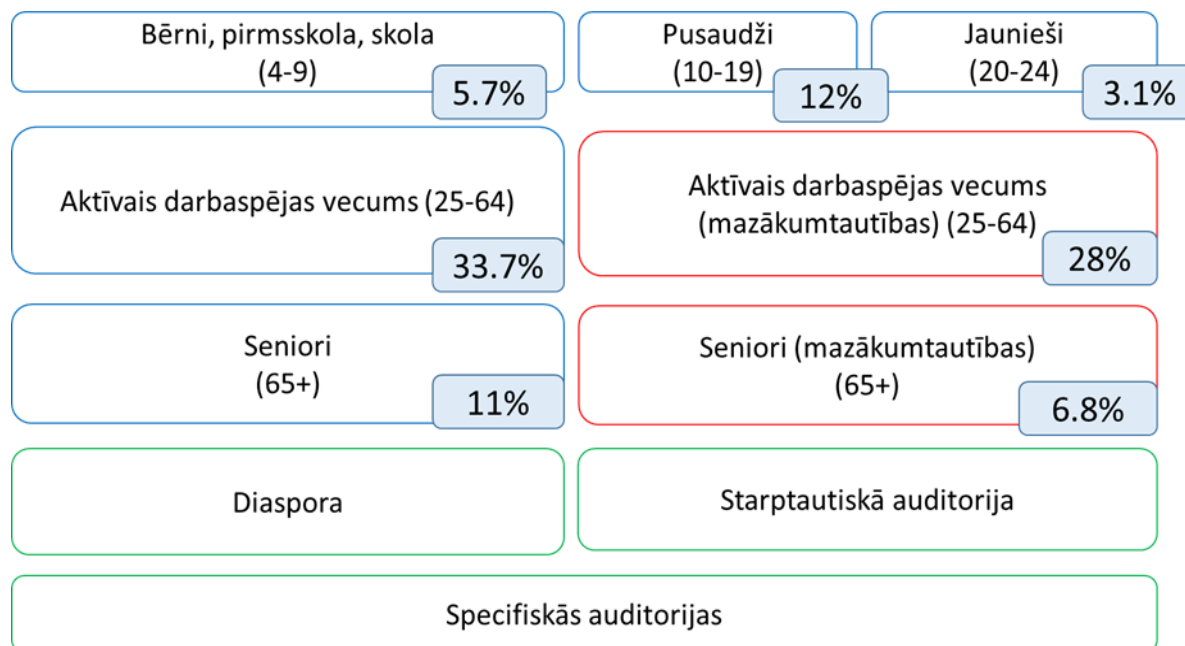 Bērni, pirmsskola, skola
(4-9)
5.7%
Pusaudži
(10-19)
12%
Jaunieši
(20-24)
3.1%
Aktīvais darbaspējas vecums (25-64)
33.7%
Aktīvais darbaspējas vecums
(mazākumtautības) (25-64)
28%
Seniori
(65+)
11%
Seniori (mazākumtautības)
(65+)
6.8%
Diaspora
Starptautiskā auditorija
Specifiskās auditorijas